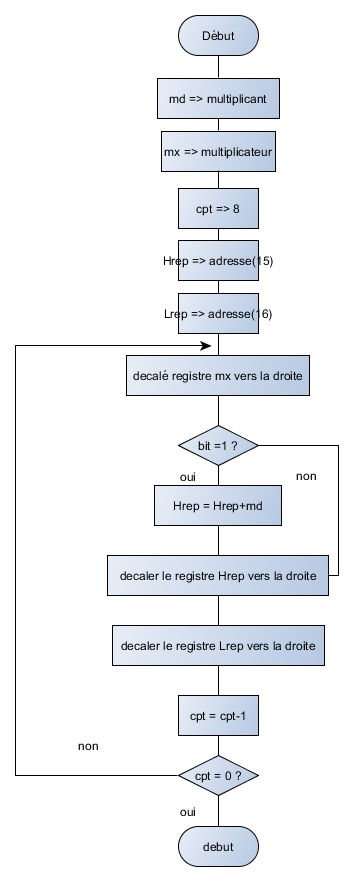 Début
md => multiplicant
mx => multiplicateur
cpt => 8
Hrep => adresse(15)
Lrep => adresse(16)
decalé registre mx vers la droite
bit =1 ?
oui
non
Hrep = Hrep+md
decaler le registre Hrep vers la droite
decaler le registre Lrep vers la droite
cpt = cpt-1
non
cpt = 0 ?
oui
debut